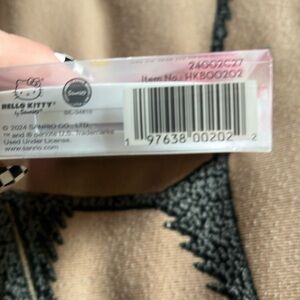 24002C27
Item No.: HKB00202
HELLO KITTY
by Sanrio
Sanrio
© 2024 SANRIO CO., LTD.
™ and ® denote U.S. Trademarks
Used Under License.
www.sanrio.com
1 97638 00202 2